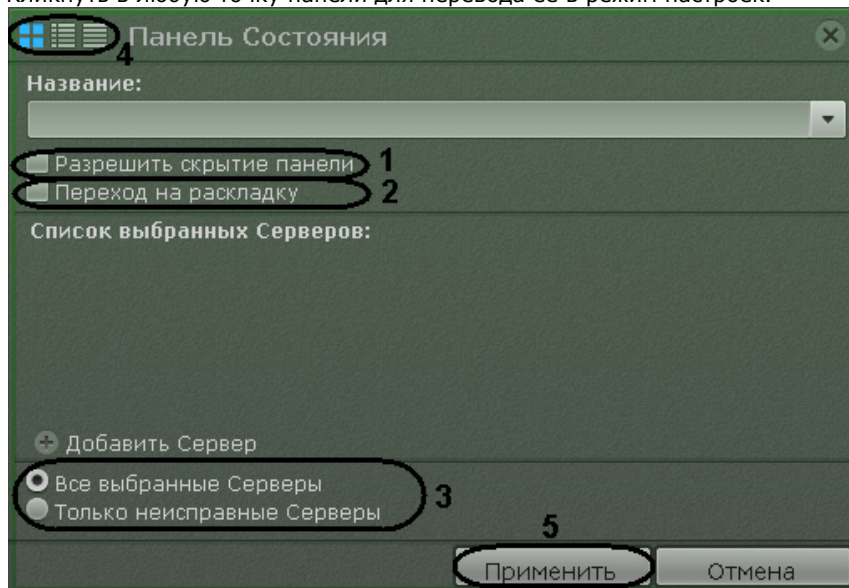 Кликнуть в любую точку панели для перевода ее в режим настроек.
4 Панель Состояния
Название:
Разрешить скрытие панели 1
Переход на раскладку 2
Список выбранных Серверов:
Добавить Сервер
Все выбранные Серверы
Только неисправные Серверы
3
5
Применить Отмена